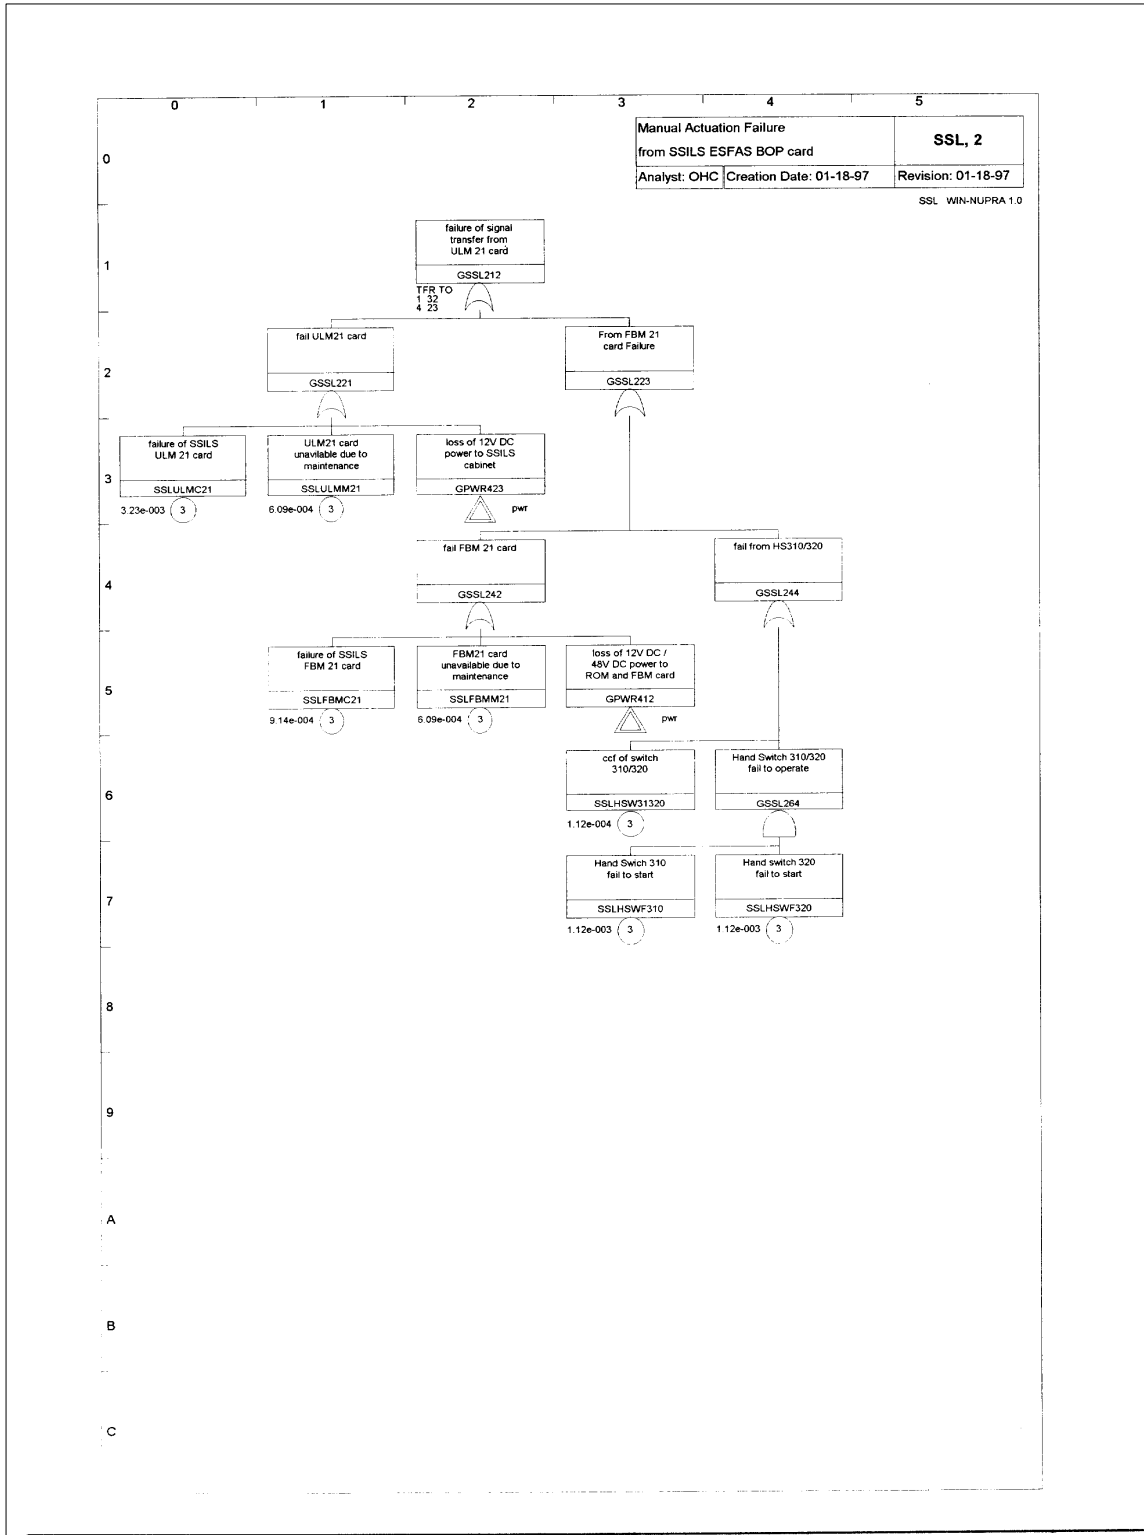 0 1 2 3 4 5
Manual Actuation Failure
from SSILS ESFAS BOP card
SSL, 2
Analyst: OHC Creation Date: 01-18-97 Revision: 01-18-97
SSL WIN-NUPRA 1.0
0
failure of signal
transfer from
ULM 21 card
GSSL212
1
TFR TO
1 32
4 23
fail ULM21 card
GSSL221
From FBM 21
card Failure
GSSL223
2
failure of SSILS
ULM 21 card
SSLULMC21
3.23e-003 3
ULM21 card
unavilable due to
maintenance
SSLULMM21
6.09e-004 3
loss of 12V DC
power to SSILS
cabinet
GPWR423
pwr
3
fail FBM 21 card
GSSL242
fail from HS310/320
GSSL244
4
failure of SSILS
FBM 21 card
SSLFBMC21
9.14e-004 3
FBM21 card
unavailable due to
maintenance
SSLFBMM21
6.09e-004 3
loss of 12V DC /
48V DC power to
ROM and FBM card
GPWR412
pwr
5
ccf of switch
310/320
SSLHSW31320
1.12e-004 3
Hand Switch 310/320
fail to operate
GSSL264
6
Hand Swich 310
fail to start
SSLHSWF310
1.12e-003 3
Hand switch 320
fail to start
SSLHSWF320
1.12e-003 3
7
8
9
A
B
C